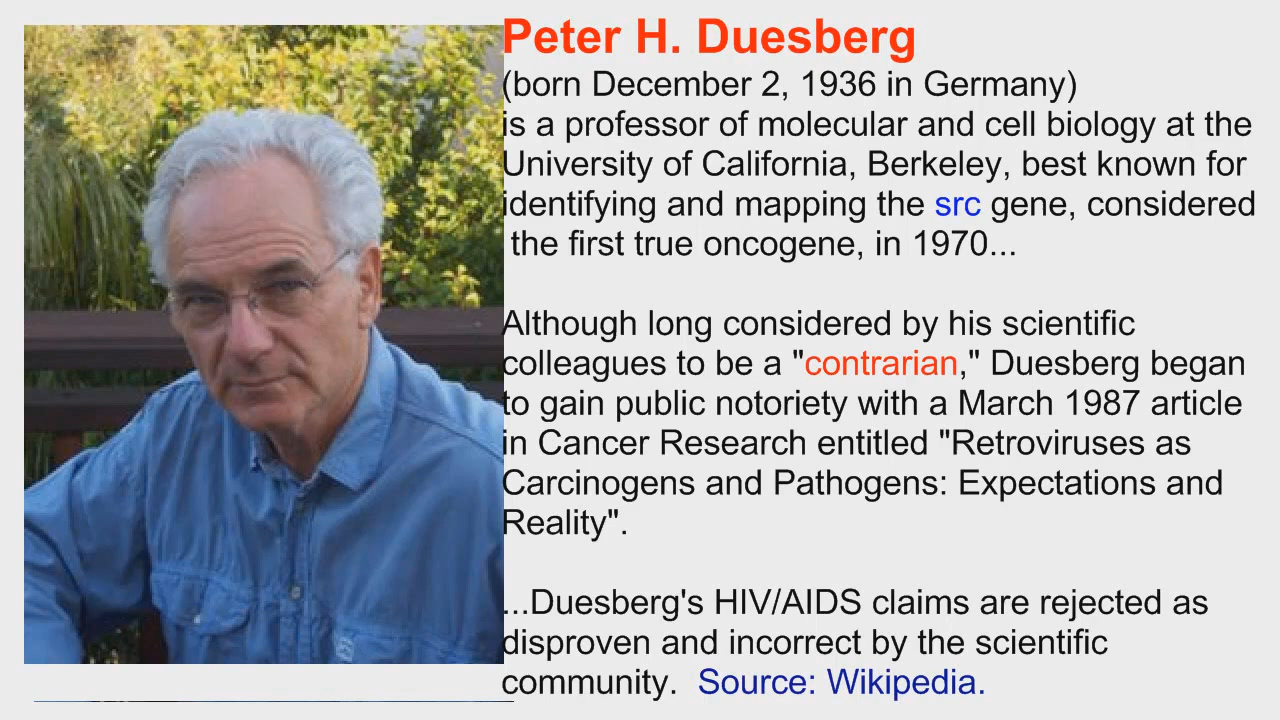 Peter H. Duesberg
(born December 2, 1936 in Germany)
is a professor of molecular and cell biology at the
University of California, Berkeley, best known for
identifying and mapping the src gene, considered
the first true oncogene, in 1970...
Although long considered by his scientific
colleagues to be a "contrarian," Duesberg began
to gain public notoriety with a March 1987 article
in Cancer Research entitled "Retroviruses as
Carcinogens and Pathogens: Expectations and
Reality".
...Duesberg's HIV/AIDS claims are rejected as
disproven and incorrect by the scientific
community. Source: Wikipedia.